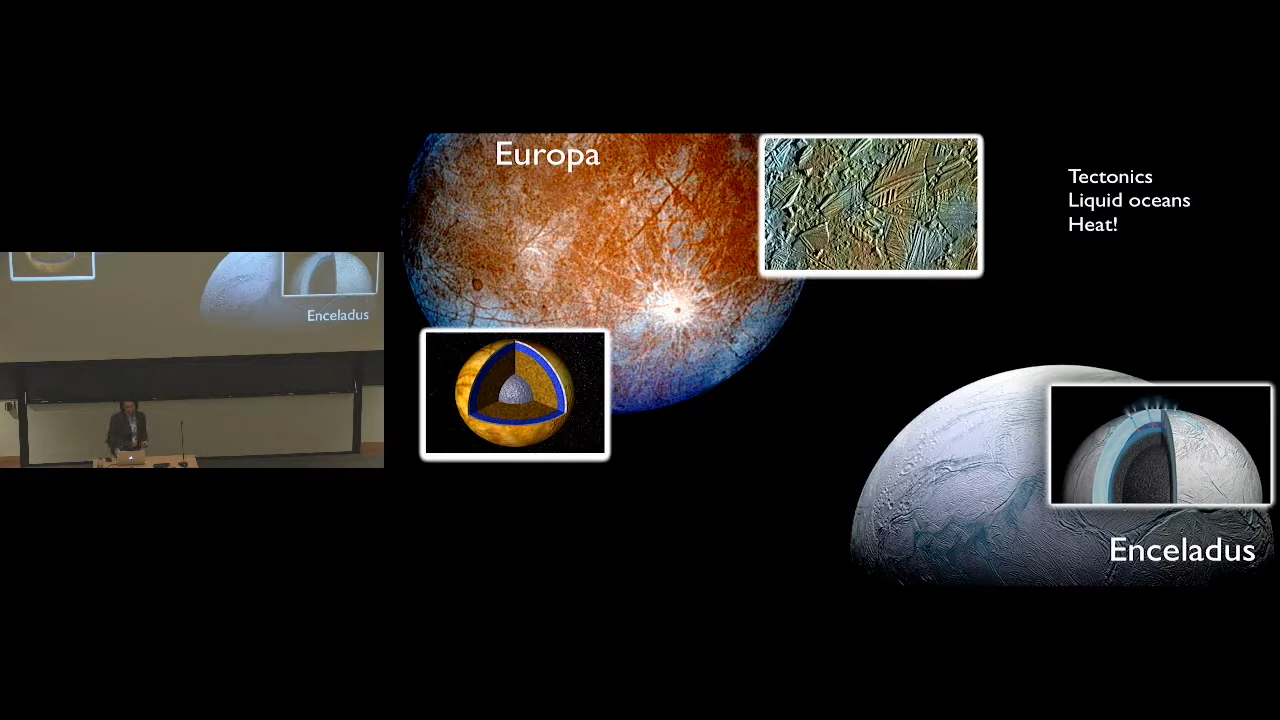 Europa
Tectonics
Liquid oceans
Heat!
Enceladus
Enceladus